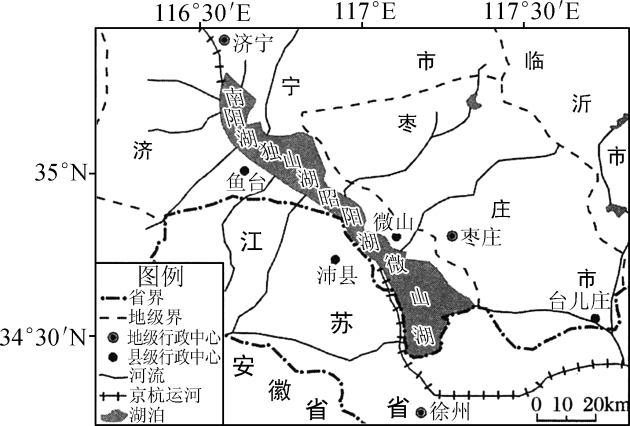 116°30′E 117°E 117°30′E
济宁
宁
市
临
沂
市
南阳湖
独山湖
昭阳湖
微山湖
枣
庄
市
济
35°N
鱼台
微山
枣庄
江
苏
沛县
台儿庄
34°30′N
安
徽
省
省
徐州
图例
省界
地级界
地级行政中心
县级行政中心
河流
京杭运河
湖泊
0 10 20km